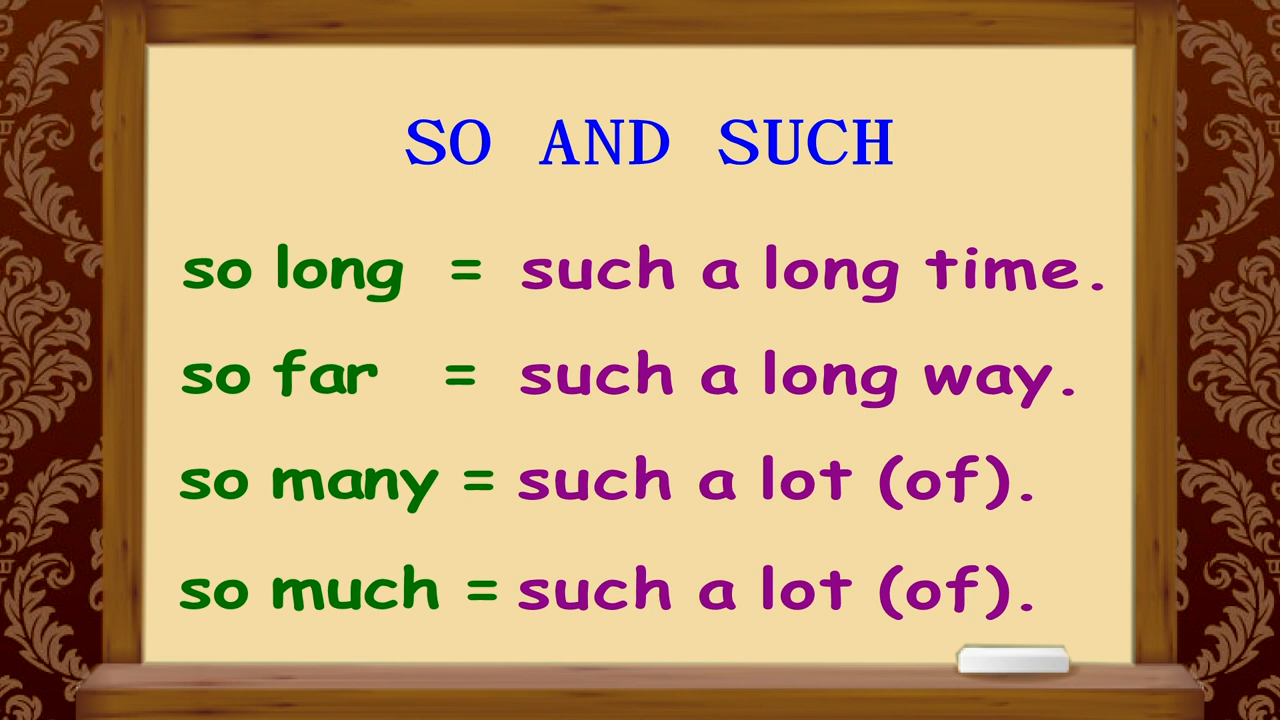 SO AND SUCH
so long = such a long time.
so far = such a long way.
so many = such a lot (of).
so much = such a lot (of).